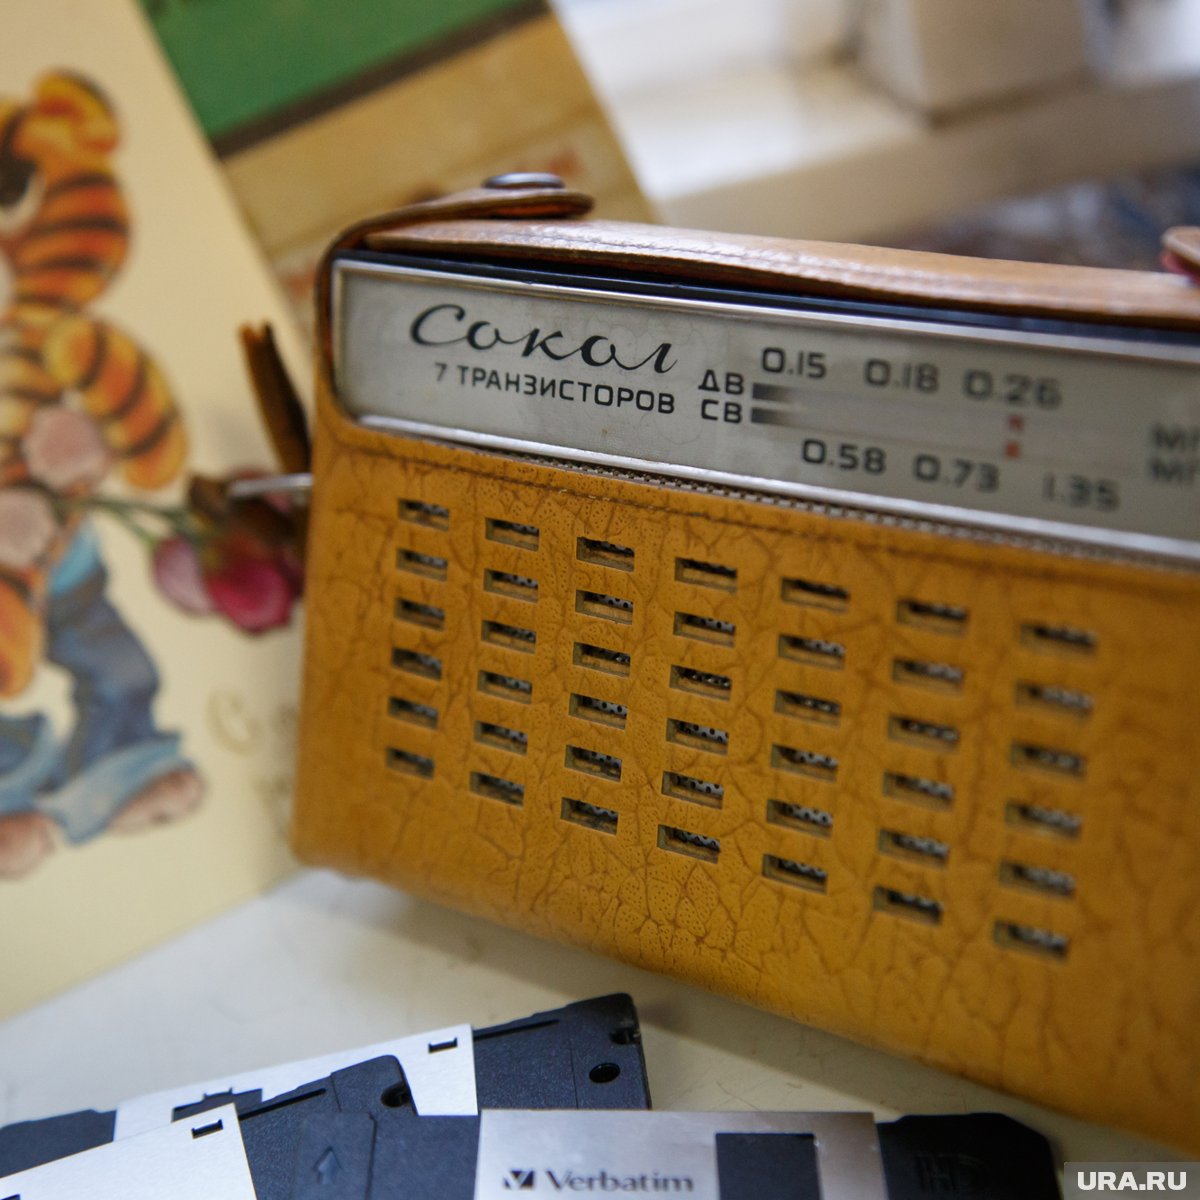 Сокол
7 ТРАНЗИСТОРОВ
ДВ 0.15 0.18 0.26
СВ 0.58 0.73 1.35
Verbatim
HD
URA.RU